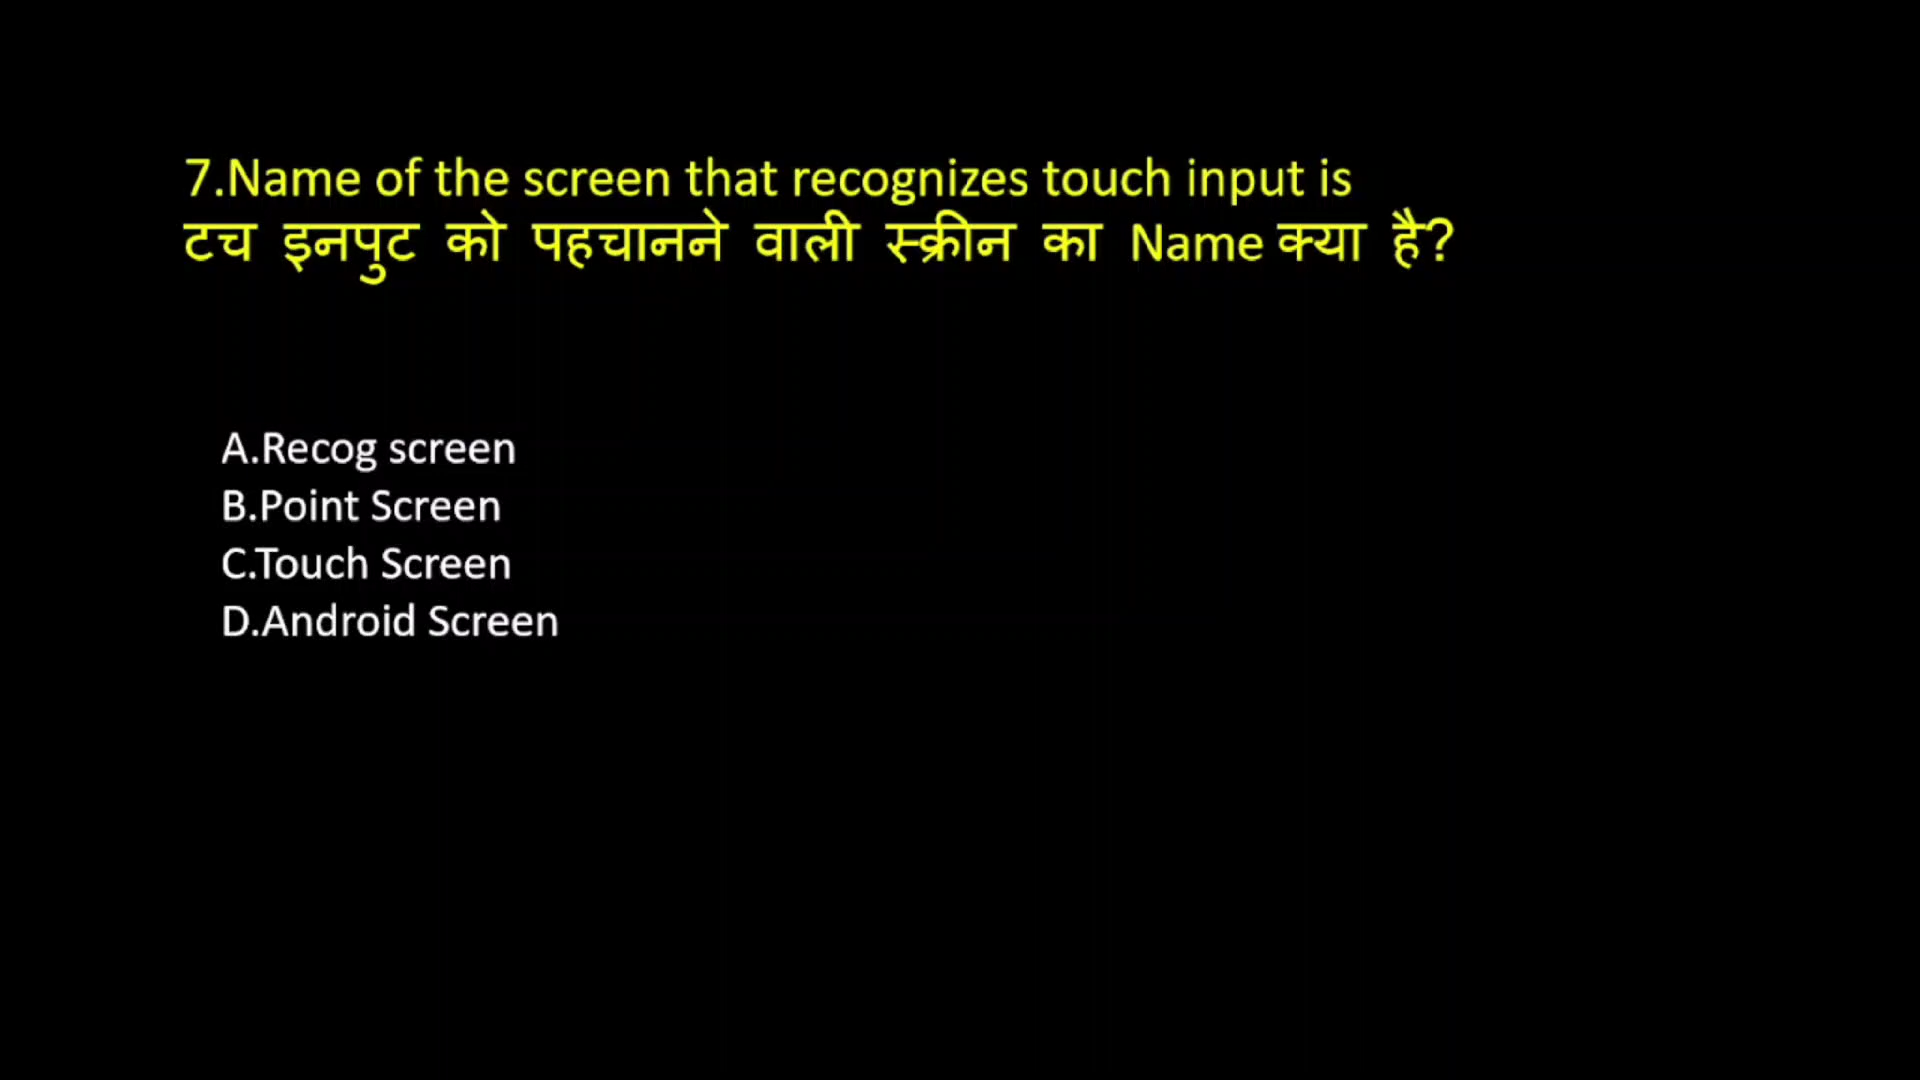 7.Name of the screen that recognizes touch input is
टच इनपुट को पहचानने वाली स्क्रीन का Name क्या है?
A.Recog screen
B.Point Screen
C.Touch Screen
D.Android Screen